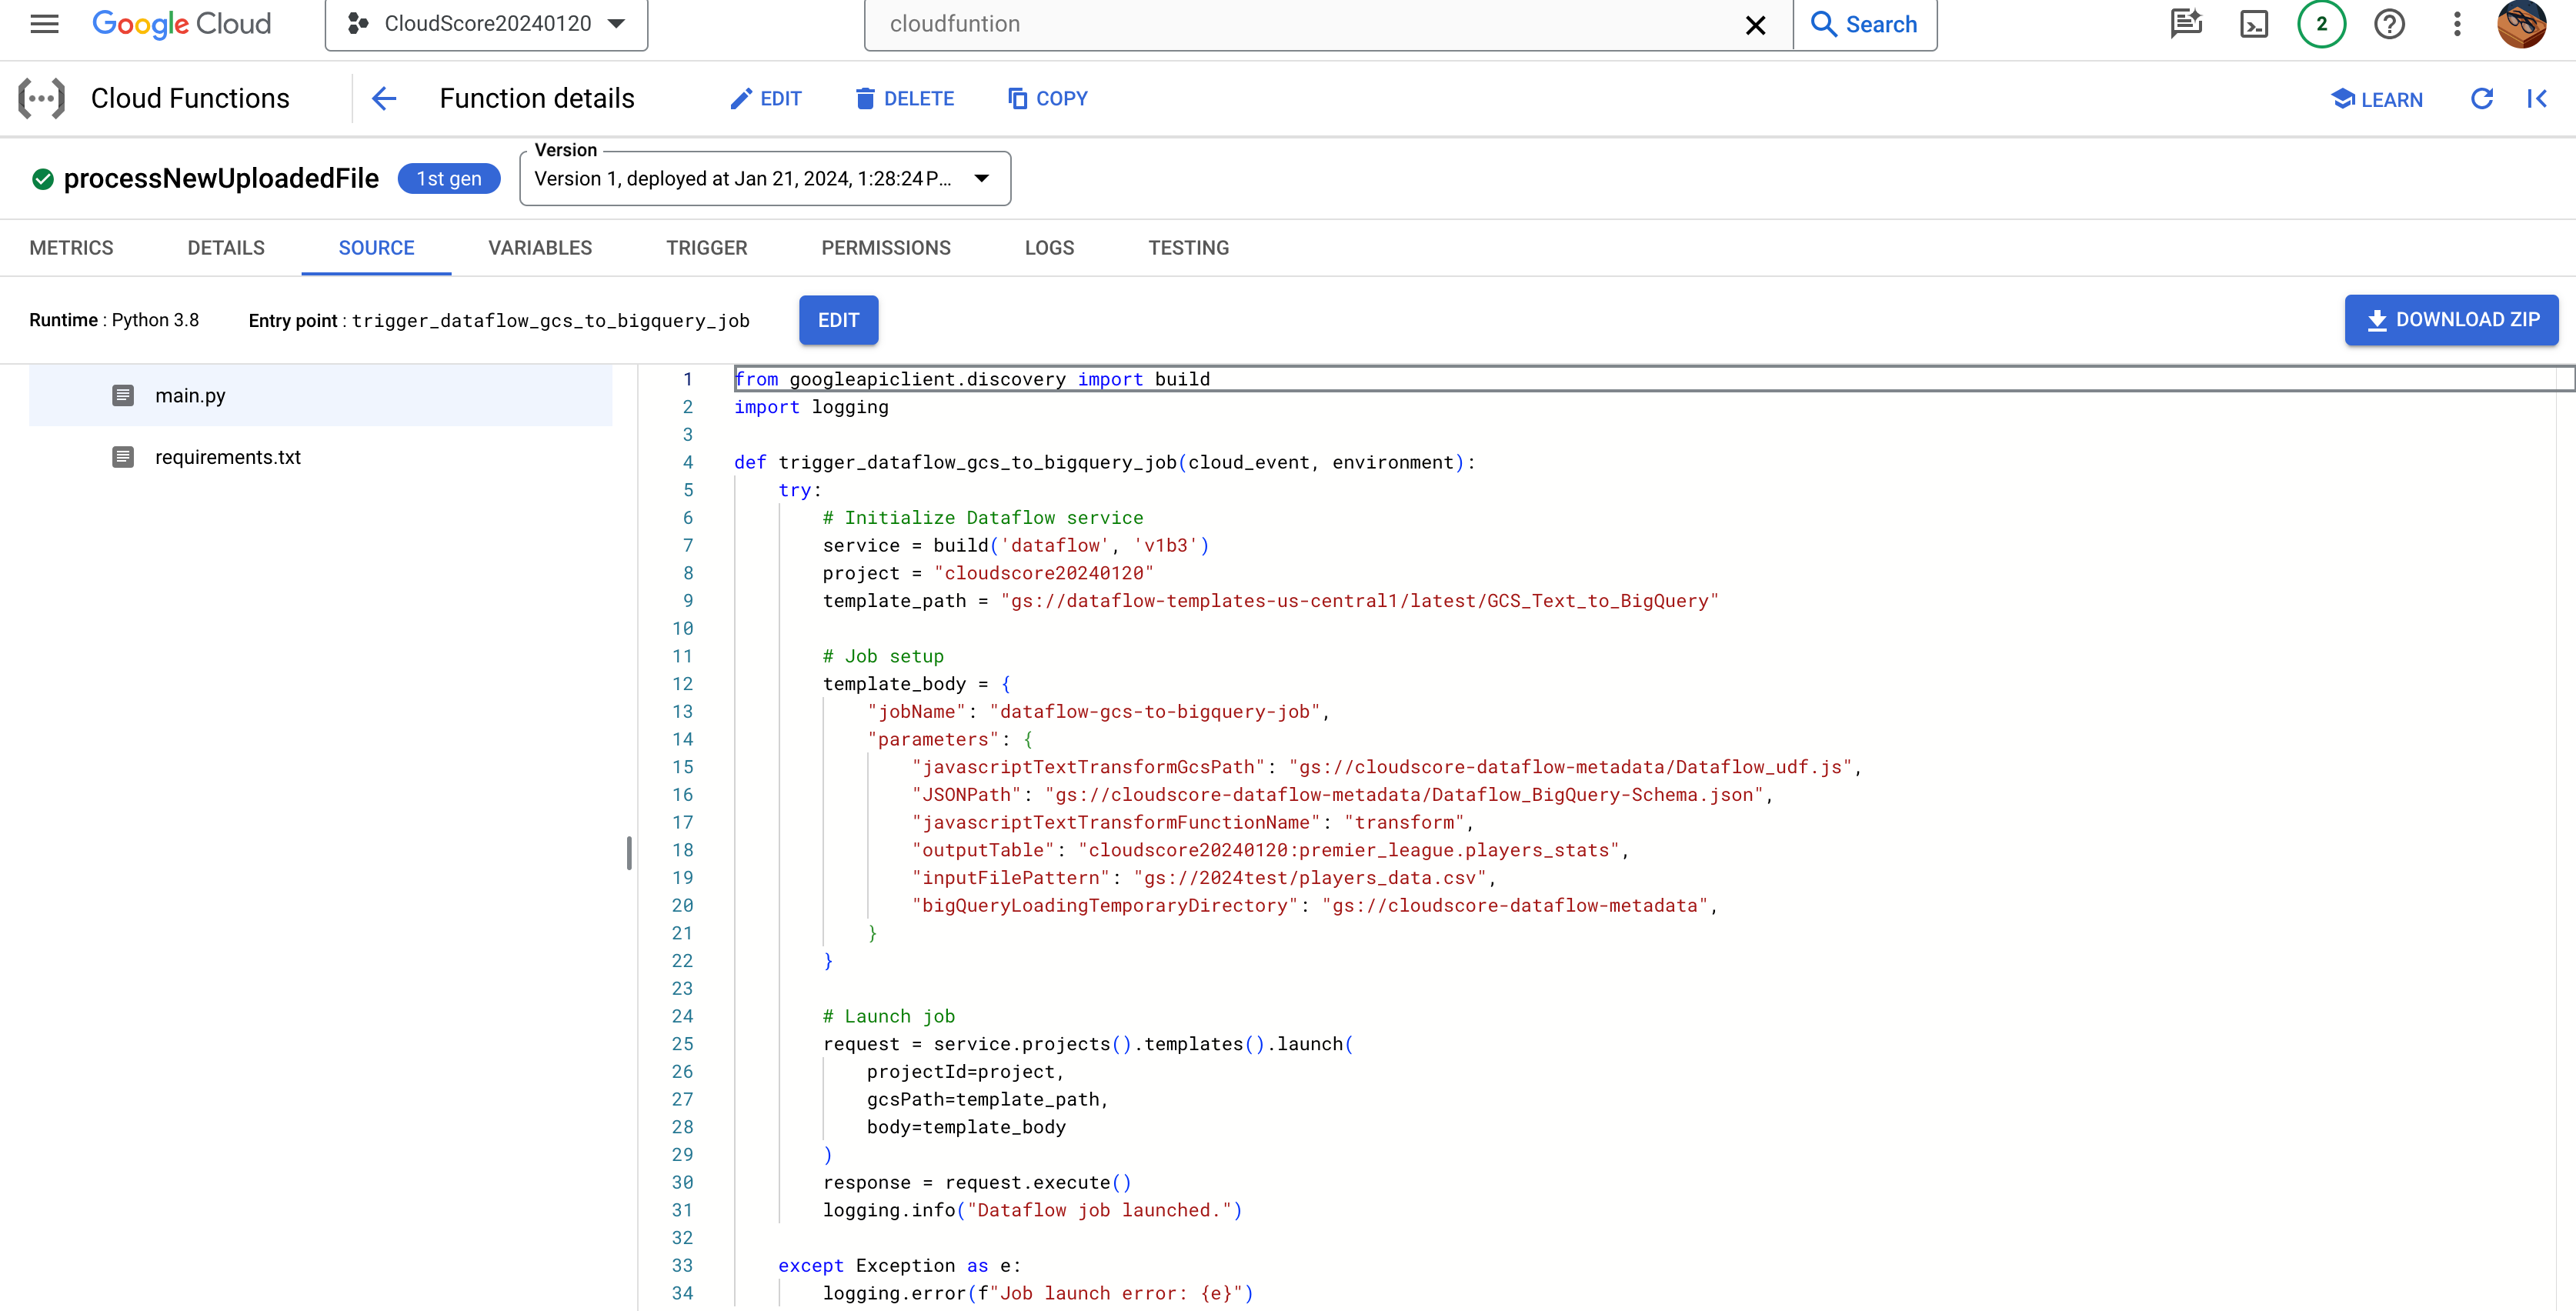 Google Cloud
CloudScore20240120
cloudfuntion
Search
2
Cloud Functions
Function details
EDIT
DELETE
COPY
LEARN
processNewUploadedFile
1st gen
Version
Version 1, deployed at Jan 21, 2024, 1:28:24 P...
METRICS
DETAILS
SOURCE
VARIABLES
TRIGGER
PERMISSIONS
LOGS
TESTING
Runtime : Python 3.8
Entry point : trigger_dataflow_gcs_to_bigquery_job
EDIT
DOWNLOAD ZIP
main.py
requirements.txt
1 from googleapiclient.discovery import build
2 import logging
3
4 def trigger_dataflow_gcs_to_bigquery_job(cloud_event, environment):
5     try:
6         # Initialize Dataflow service
7         service = build('dataflow', 'v1b3')
8         project = "cloudscore20240120"
9         template_path = "gs://dataflow-templates-us-central1/latest/GCS_Text_to_BigQuery"
10
11         # Job setup
12         template_body = {
13             "jobName": "dataflow-gcs-to-bigquery-job",
14             "parameters": {
15                 "javascriptTextTransformGcsPath": "gs://cloudscore-dataflow-metadata/Dataflow_udf.js",
16                 "JSONPath": "gs://cloudscore-dataflow-metadata/Dataflow_BigQuery-Schema.json",
17                 "javascriptTextTransformFunctionName": "transform",
18                 "outputTable": "cloudscore20240120:premier_league.players_stats",
19                 "inputFilePattern": "gs://2024test/players_data.csv",
20                 "bigQueryLoadingTemporaryDirectory": "gs://cloudscore-dataflow-metadata",
21             }
22         }
23
24         # Launch job
25         request = service.projects().templates().launch(
26             projectId=project,
27             gcsPath=template_path,
28             body=template_body
29         )
30         response = request.execute()
31         logging.info("Dataflow job launched.")
32
33     except Exception as e:
34         logging.error(f"Job launch error: {e}")